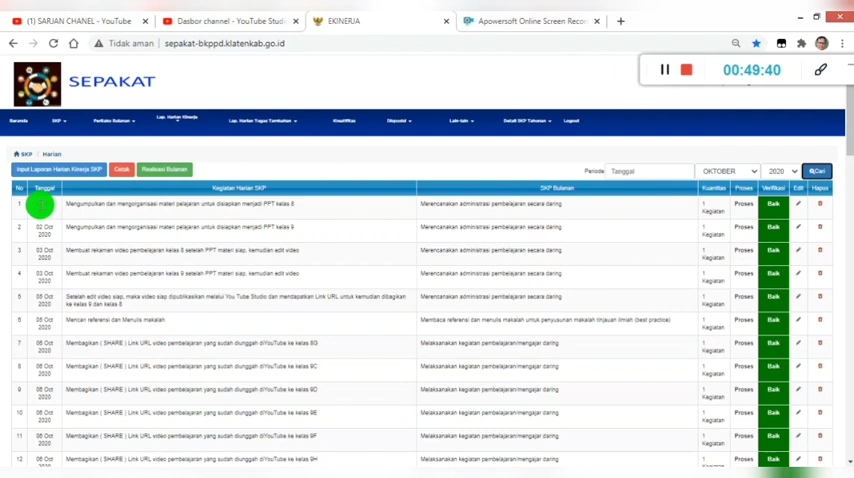 (1) SARJAN CHANEL - YouTube
Dasbor channel - YouTube Studi
EKINERJA
Apowersoft Online Screen Recor
Tidak aman | sepakat-bkppd.klatenkab.go.id
SEPAKAT
00:49:40
Beranda SKP Perilaku Bulanan Lap. Harian Kinerja Lap. Harian Tugas Tambahan Kreatifitas Disposisi Lain-lain Detail SKP Tahunan Logout
SKP / Harian
Input Laporan Harian Kinerja SKP Cetak Realisasi Bulanan Periode Tanggal OKTOBER 2020 Cari
No Tanggal Kegiatan Harian SKP SKP Bulanan Kuantitas Proses Verifikasi Edit Hapus
1 Mengumpulkan dan mengorganisasi materi pelajaran untuk disiapkan menjadi PPT kelas 8 Merencanakan administrasi pembelajaran secara daring 1 Kegiatan Proses Baik
2 02 Oct 2020 Mengumpulkan dan mengorganisasi materi pelajaran untuk disiapkan menjadi PPT kelas 9 Merencanakan administrasi pembelajaran secara daring 1 Kegiatan Proses Baik
3 03 Oct 2020 Membuat rekaman video pembelajaran kelas 8 setelah PPT materi siap, kemudian edit video Merencanakan administrasi pembelajaran secara daring 1 Kegiatan Proses Baik
4 03 Oct 2020 Membuat rekaman video pembelajaran kelas 9 setelah PPT materi siap, kemudian edit video Merencanakan administrasi pembelajaran secara daring 1 Kegiatan Proses Baik
5 05 Oct 2020 Setelah edit video siap, maka video siap dipublikasikan melalui You Tube Studio dan mendapatkan Link URL untuk kemudian dibagikan ke kelas 9 dan kelas 8 Merencanakan administrasi pembelajaran secara daring 1 Kegiatan Proses Baik
6 05 Oct 2020 Mencari referensi dan Menulis makalah Membaca referensi dan menulis makalah untuk penyusunan makalah tinjauan ilmiah (best practice) 1 Kegiatan Proses Baik
7 06 Oct 2020 Membagikan ( SHARE ) Link URL video pembelajaran yang sudah diunggah diYouTube ke kelas 8G Melaksanakan kegiatan pembelajaran/mengajar daring 1 Kegiatan Proses Baik
8 06 Oct 2020 Membagikan ( SHARE ) Link URL video pembelajaran yang sudah diunggah diYouTube ke kelas 9C Melaksanakan kegiatan pembelajaran/mengajar daring 1 Kegiatan Proses Baik
9 06 Oct 2020 Membagikan ( SHARE ) Link URL video pembelajaran yang sudah diunggah diYouTube ke kelas 9D Melaksanakan kegiatan pembelajaran/mengajar daring 1 Kegiatan Proses Baik
10 06 Oct 2020 Membagikan ( SHARE ) Link URL video pembelajaran yang sudah diunggah diYouTube ke kelas 9E Melaksanakan kegiatan pembelajaran/mengajar daring 1 Kegiatan Proses Baik
11 06 Oct 2020 Membagikan ( SHARE ) Link URL video pembelajaran yang sudah diunggah diYouTube ke kelas 9F Melaksanakan kegiatan pembelajaran/mengajar daring 1 Kegiatan Proses Baik
12 06 Oct 2020 Membagikan ( SHARE ) Link URL video pembelajaran yang sudah diunggah diYouTube ke kelas 9H Melaksanakan kegiatan pembelajaran/mengajar daring 1 Kegiatan Proses Baik